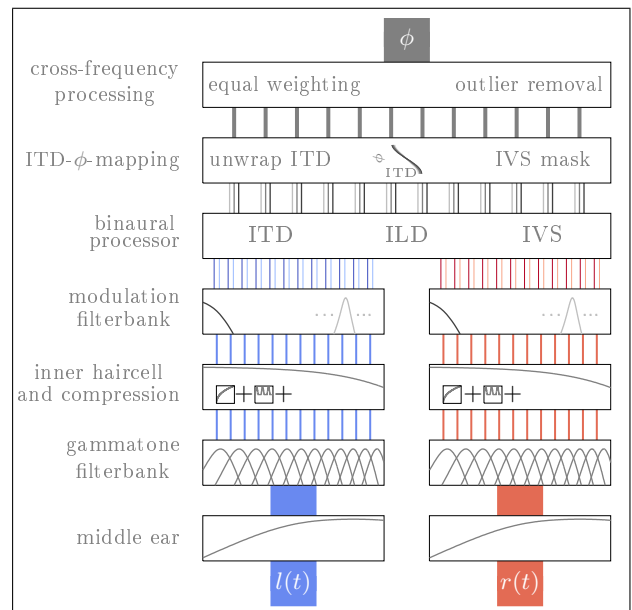 ϕ
cross-frequency
processing
equal weighting outlier removal
ITD-ϕ-mapping
unwrap ITD ϕ ITD IVS mask
binaural
processor
ITD ILD IVS
modulation
filterbank
... ... ... ...
inner haircell
and compression
+ + + +
gammatone
filterbank
middle ear
l(t) r(t)